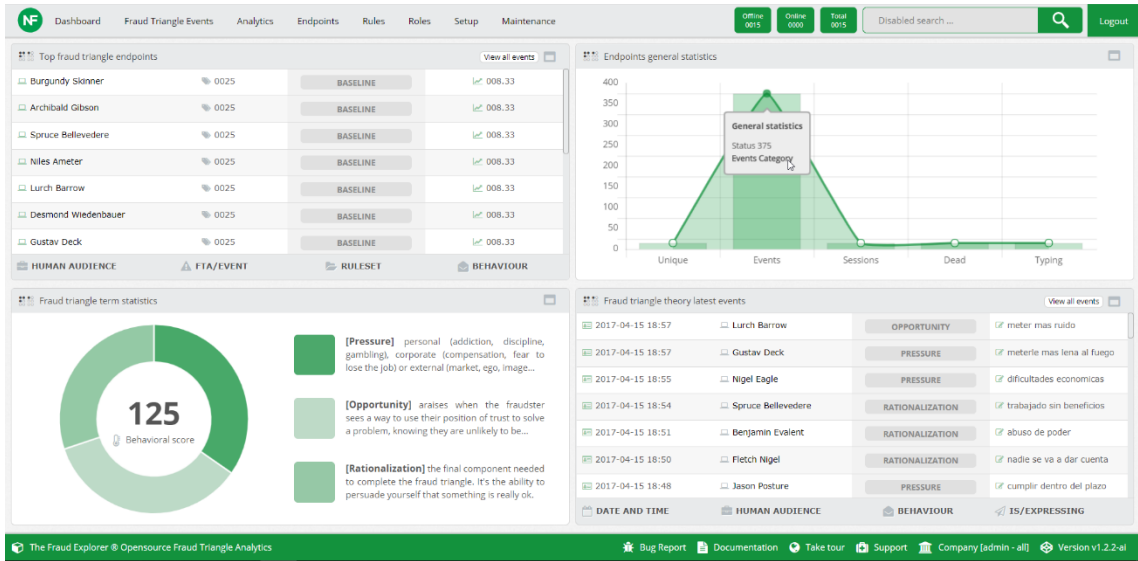 NF Dashboard Fraud Triangle Events Analytics Endpoints Rules Roles Setup Maintenance Offline 0015 Online 0000 Total 0015 Disabled search ... Logout
Top fraud triangle endpoints View all events
Burgundy Skinner 0025 BASELINE 008.33
Archibald Gibson 0025 BASELINE 008.33
Spruce Bellevedere 0025 BASELINE 008.33
Niles Ameter 0025 BASELINE 008.33
Lurch Barrow 0025 BASELINE 008.33
Desmond Wiedenbauer 0025 BASELINE 008.33
Gustav Deck 0025 BASELINE 008.33
HUMAN AUDIENCE FTA/EVENT RULESET BEHAVIOUR
Endpoints general statistics
400
350
300
250
200
150
100
50
0
General statistics
Status 375
Events Category
Unique Events Sessions Dead Typing
Fraud triangle term statistics
125
Behavioral score
[Pressure] personal (addiction, discipline,
gambling), corporate (compensation, fear to
lose the job) or external (market, ego, image...
[Opportunity] araises when the fraudster
sees a way to use their position of trust to solve
a problem, knowing they are unlikely to be...
[Rationalization] the final component needed
to complete the fraud triangle. It's the ability to
persuade yourself that something is really ok.
Fraud triangle theory latest events View all events
2017-04-15 18:57 Lurch Barrow OPPORTUNITY meter mas ruido
2017-04-15 18:57 Gustav Deck PRESSURE meterle mas lena al fuego
2017-04-15 18:55 Nigel Eagle PRESSURE dificultades economicas
2017-04-15 18:54 Spruce Bellevedere RATIONALIZATION trabajado sin beneficios
2017-04-15 18:51 Benjamin Evalent RATIONALIZATION abuso de poder
2017-04-15 18:50 Fletch Nigel RATIONALIZATION nadie se va a dar cuenta
2017-04-15 18:48 Jason Posture PRESSURE cumplir dentro del plazo
DATE AND TIME HUMAN AUDIENCE BEHAVIOUR IS/EXPRESSING
The Fraud Explorer ® Opensource Fraud Triangle Analytics Bug Report Documentation Take tour Support Company [admin - all] Version v1.2.2-ai